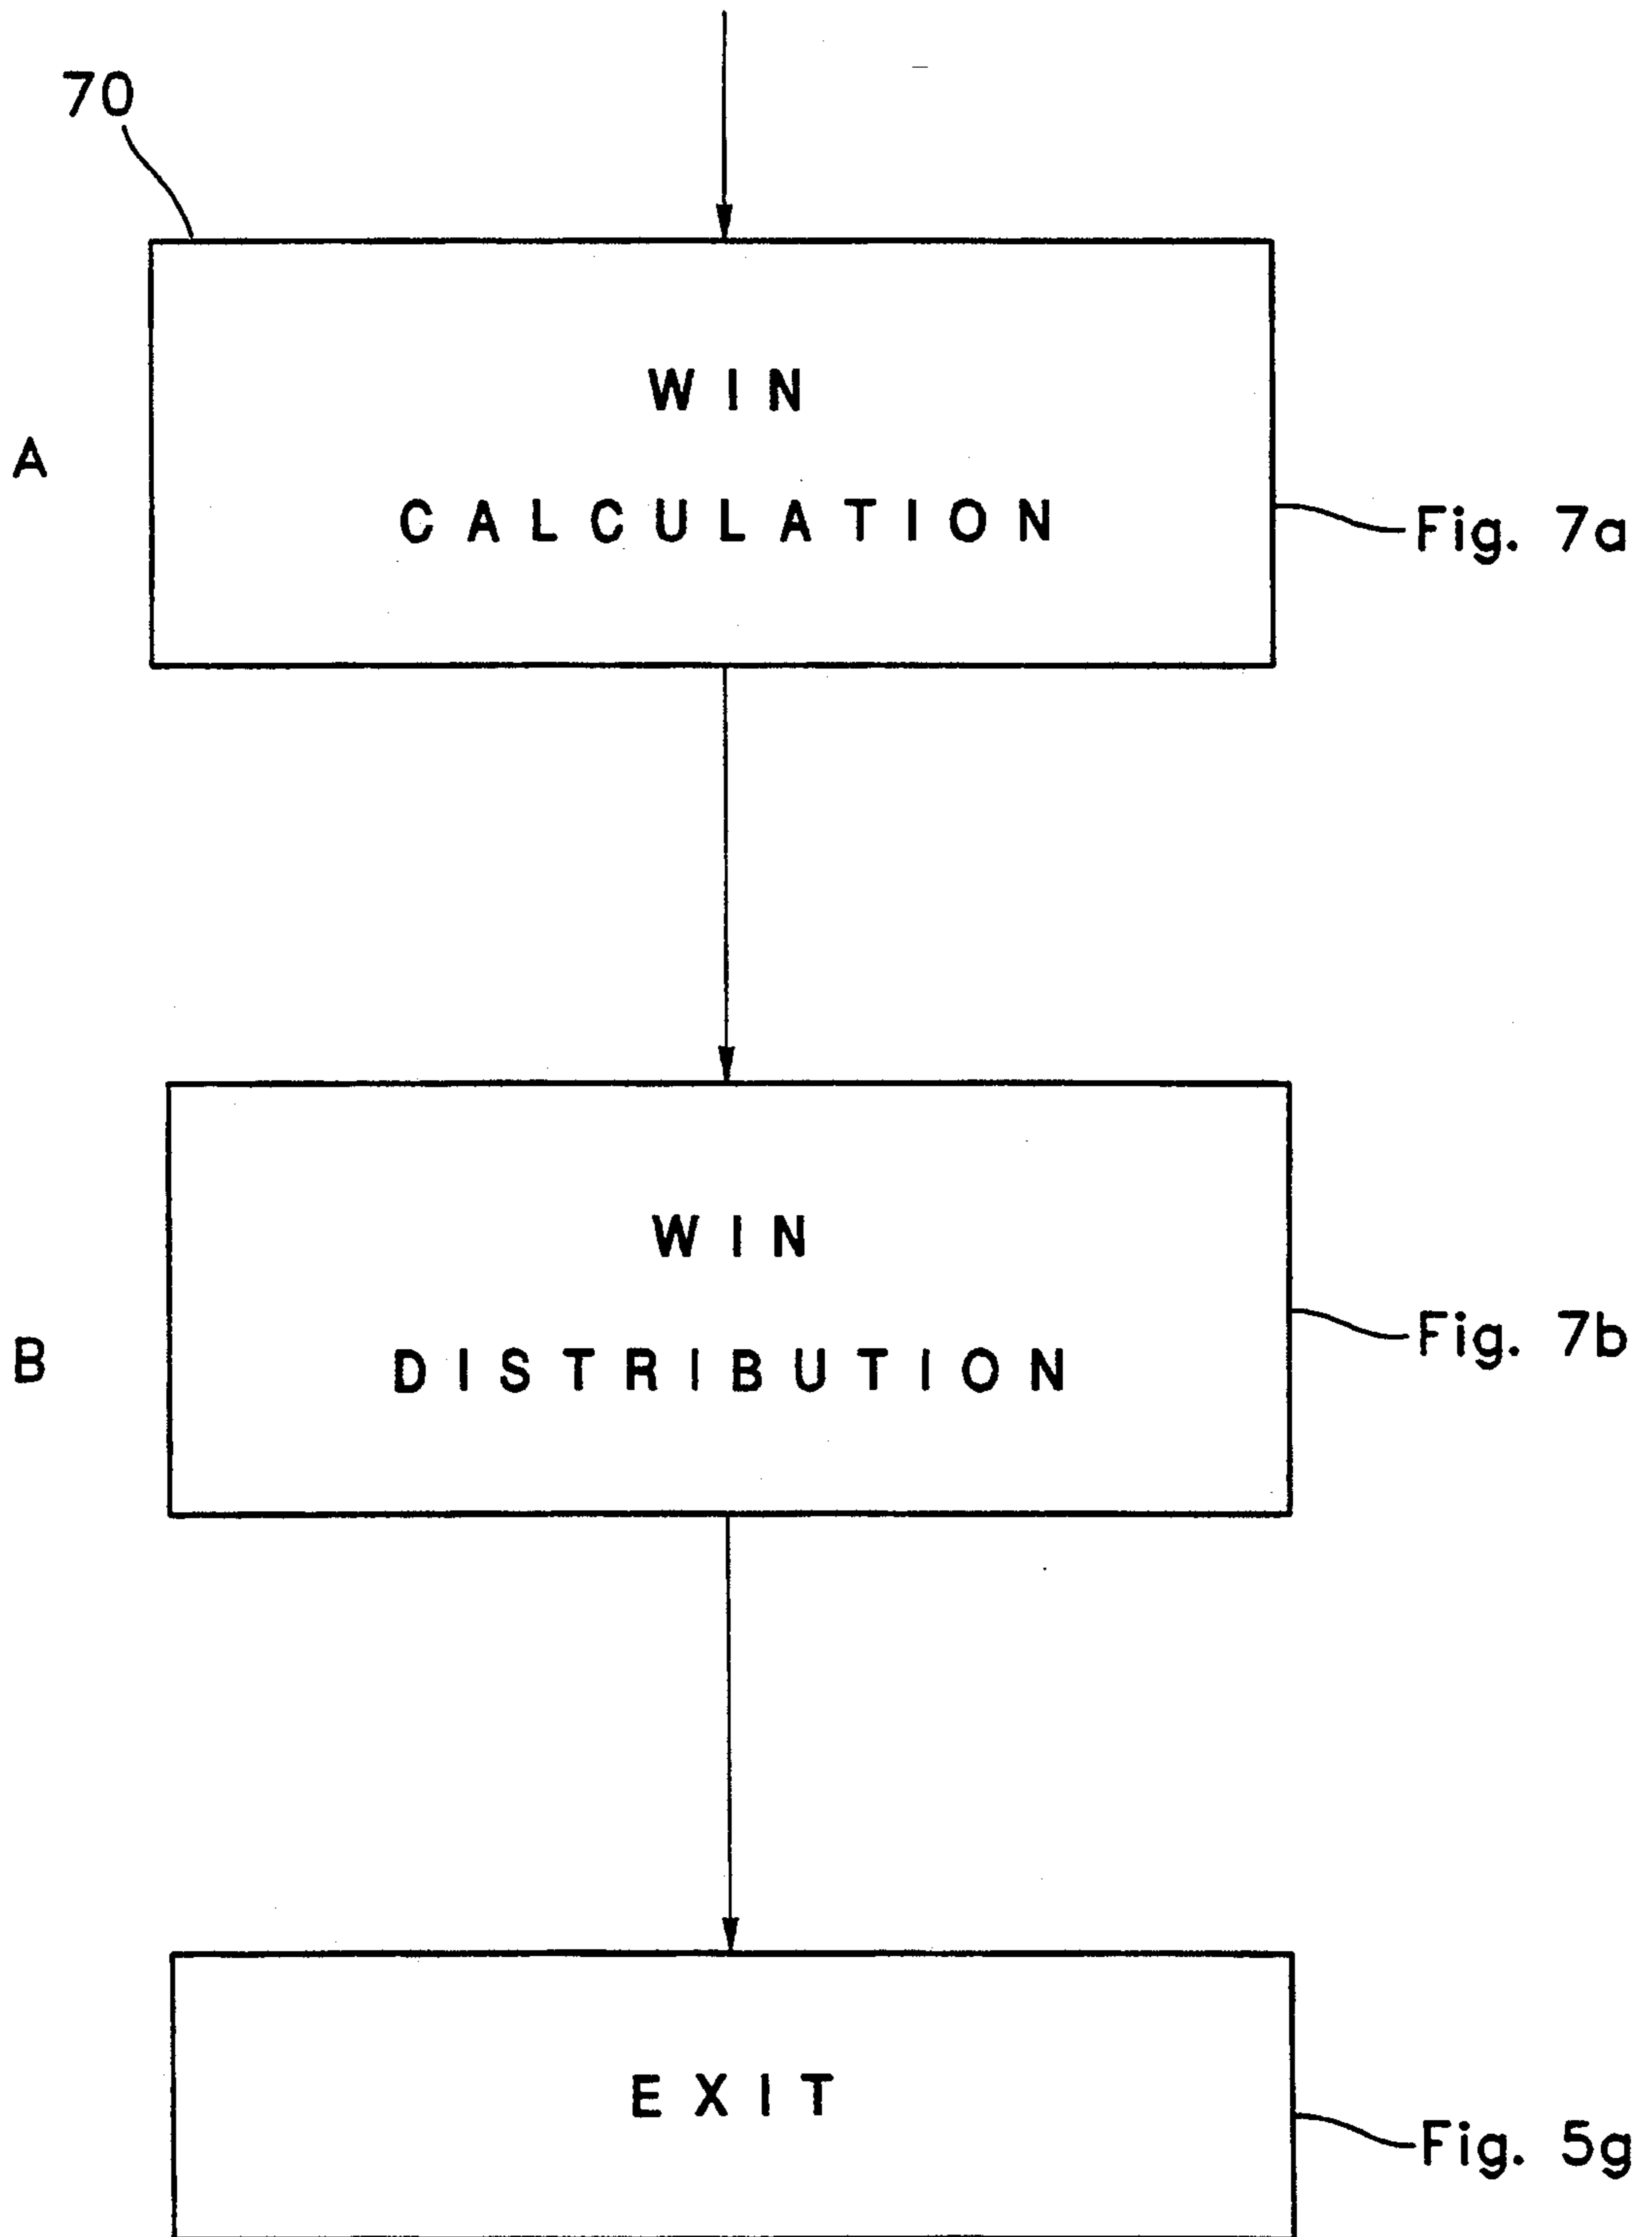 70
WIN
A
CALCULATION
Fig. 7a
WIN
B
DISTRIBUTION
Fig. 7b
EXIT
Fig. 5g